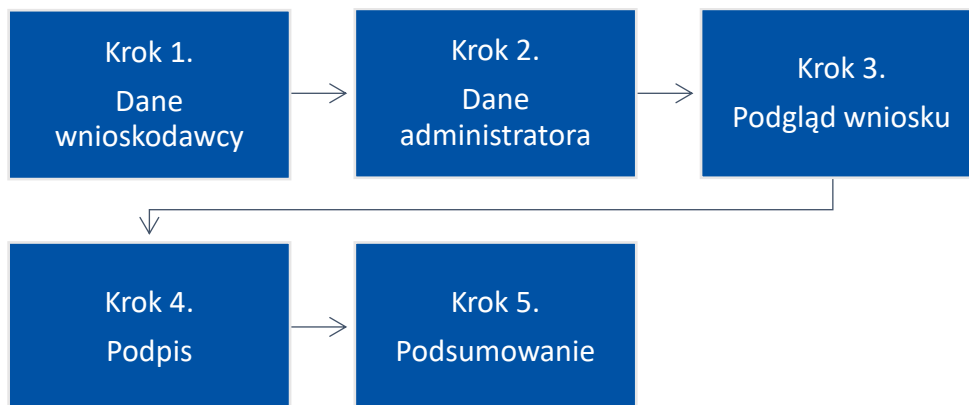 Krok 1.
Dane
wnioskodawcy
Krok 2.
Dane
administratora
Krok 3.
Podgląd wniosku
Krok 4.
Podpis
Krok 5.
Podsumowanie